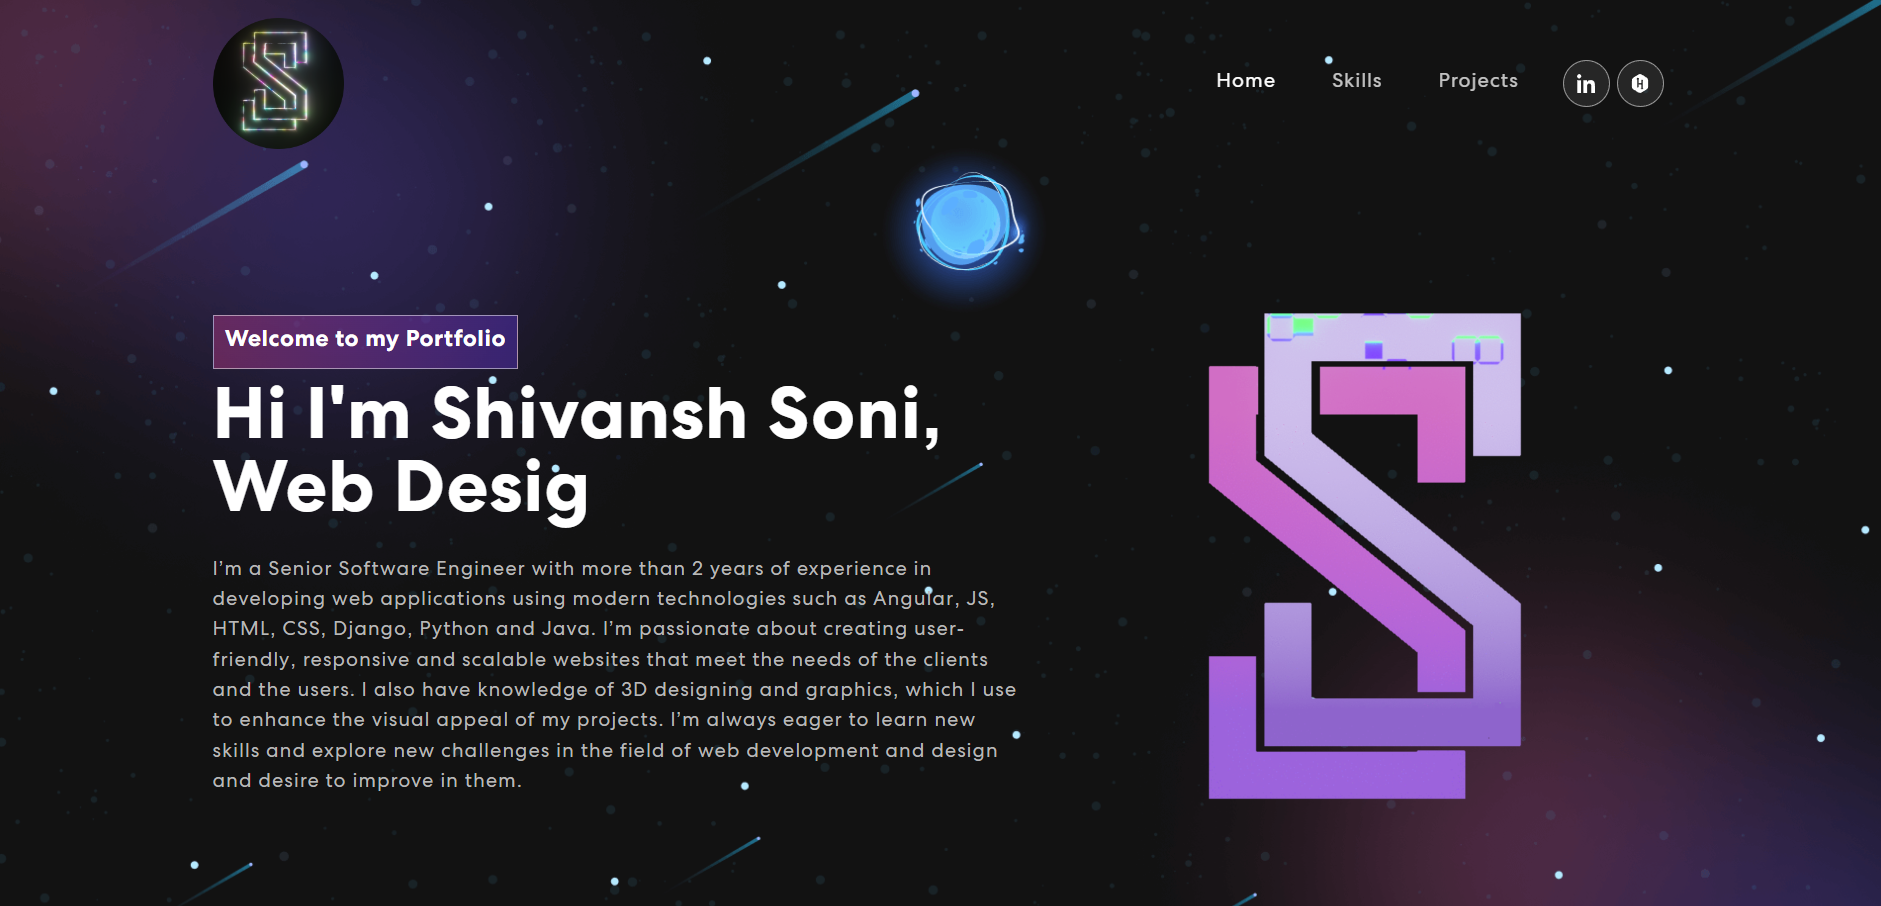 Home Skills Projects in
Welcome to my Portfolio
Hi I'm Shivansh Soni,
Web Desig
I’m a Senior Software Engineer with more than 2 years of experience in
developing web applications using modern technologies such as Angular, JS,
HTML, CSS, Django, Python and Java. I’m passionate about creating user-
friendly, responsive and scalable websites that meet the needs of the clients
and the users. I also have knowledge of 3D designing and graphics, which I use
to enhance the visual appeal of my projects. I’m always eager to learn new
skills and explore new challenges in the field of web development and design
and desire to improve in them.